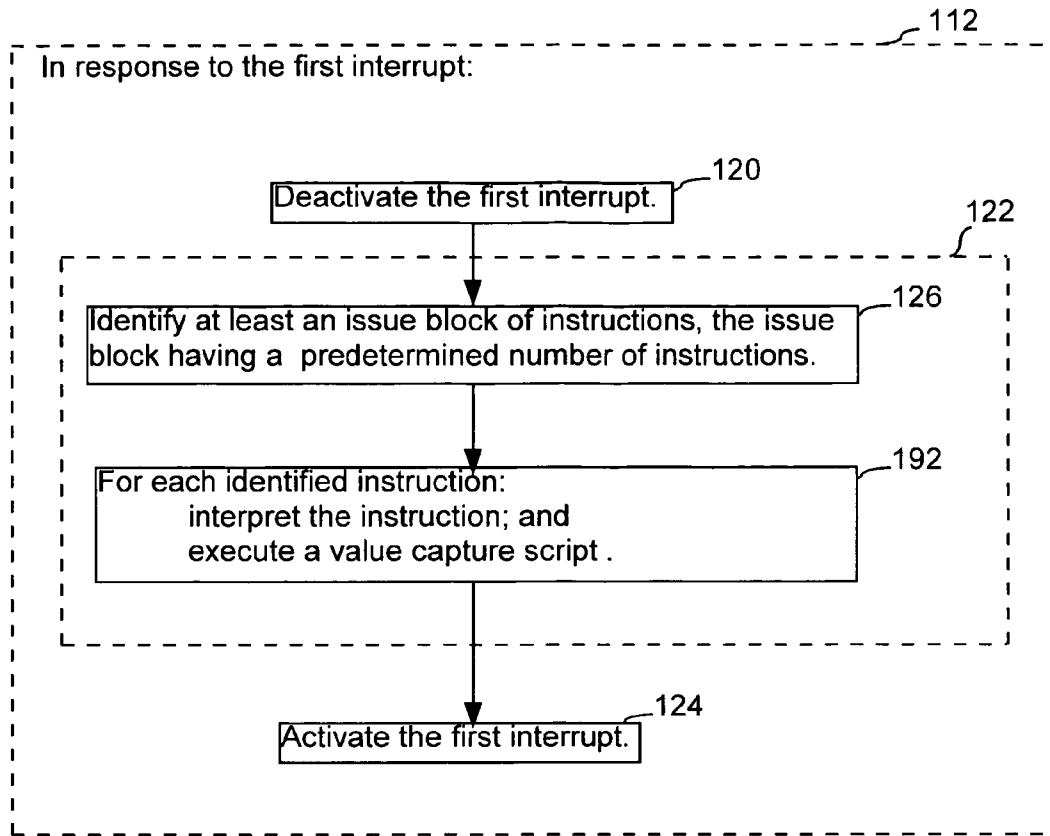 112
In response to the first interrupt:
120
Deactivate the first interrupt.
122
126
Identify at least an issue block of instructions, the issue
block having a predetermined number of instructions.
192
For each identified instruction:
interpret the instruction; and
execute a value capture script .
124
Activate the first interrupt.